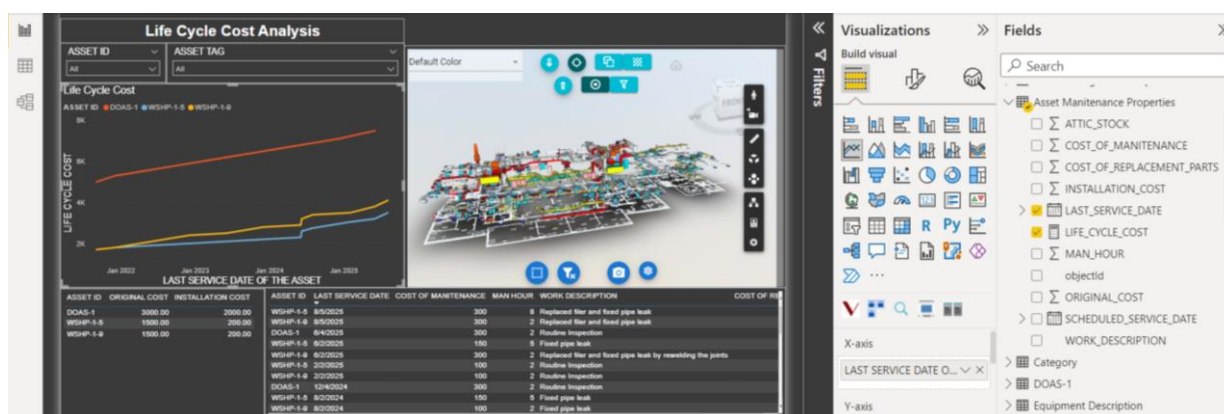 Life Cycle Cost Analysis
ASSET ID
ASSET TAG
All
All
Life Cycle Cost
ASSET ID DOAS-1 WSHP-1-5 WSHP-1-9
8K
6K
4K
2K
LIFE CYCLE COST
Jan 2022 Jan 2023 Jan 2024 Jan 2025
LAST SERVICE DATE OF THE ASSET
Default Color
FRONT
ASSET ID ORIGINAL COST INSTALLATION COST
DOAS-1 3000.00 2000.00
WSHP-1-5 1500.00 200.00
WSHP-1-9 1500.00 200.00
ASSET ID LAST SERVICE DATE COST OF MANITENANCE MAN HOUR WORK DESCRIPTION COST OF RE
WSHP-1-5 8/5/2025 300 8 Replaced filer and fixed pipe leak
WSHP-1-9 8/5/2025 300 2 Replaced filer and fixed pipe leak
DOAS-1 6/4/2025 300 2 Routine Inspection
WSHP-1-5 6/2/2025 150 5 Fixed pipe leak
WSHP-1-9 6/2/2025 300 2 Replaced filer and fixed pipe leak by rewelding the joints
WSHP-1-5 2/2/2025 100 2 Routine Inspection
WSHP-1-9 2/2/2025 100 2 Routine Inspection
DOAS-1 12/4/2024 300 2 Routine Inspection
WSHP-1-5 8/2/2024 150 5 Fixed pipe leak
WSHP-1-9 8/2/2024 100 2 Fixed pipe leak
Filters
Visualizations
Build visual
123
R Py
X-axis
LAST SERVICE DATE O...
Y-axis
Fields
Search
Asset Manitenance Properties
ATTIC_STOCK
COST_OF_MANITENANCE
COST_OF_REPLACEMENT_PARTS
INSTALLATION_COST
LAST_SERVICE_DATE
LIFE_CYCLE_COST
MAN_HOUR
objectId
ORIGINAL_COST
SCHEDULED_SERVICE_DATE
WORK_DESCRIPTION
Category
DOAS-1
Equipment Description